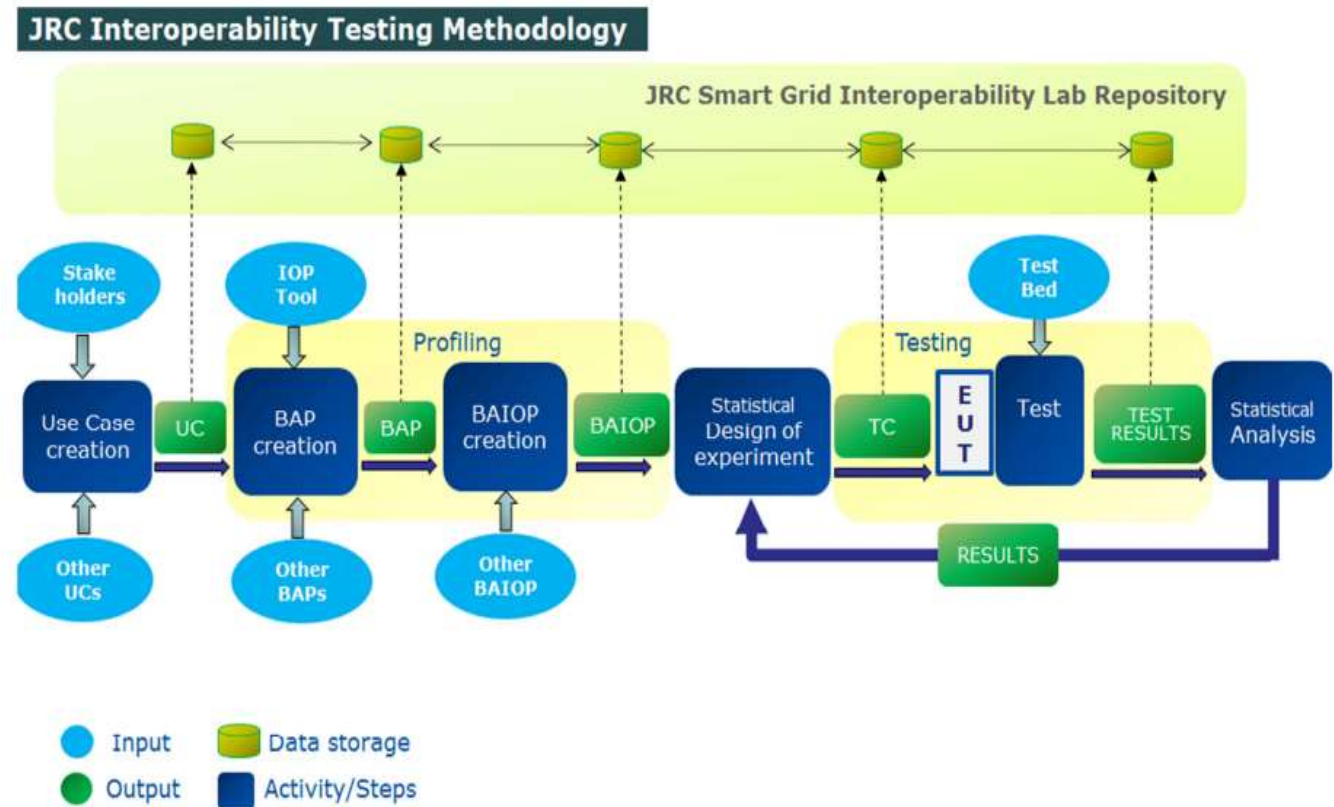 JRC Interoperability Testing Methodology
JRC Smart Grid Interoperability Lab Repository
Stake
holders
IOP
Tool
Test
Bed
Profiling
Testing
Use Case
creation
UC
BAP
creation
BAP
BAIOP
creation
BAIOP
Statistical
Design of
experiment
TC
E
U
T
Test
TEST
RESULTS
Statistical
Analysis
Other
UCs
Other
BAPs
Other
BAIOP
RESULTS
Input
Data storage
Output
Activity/Steps